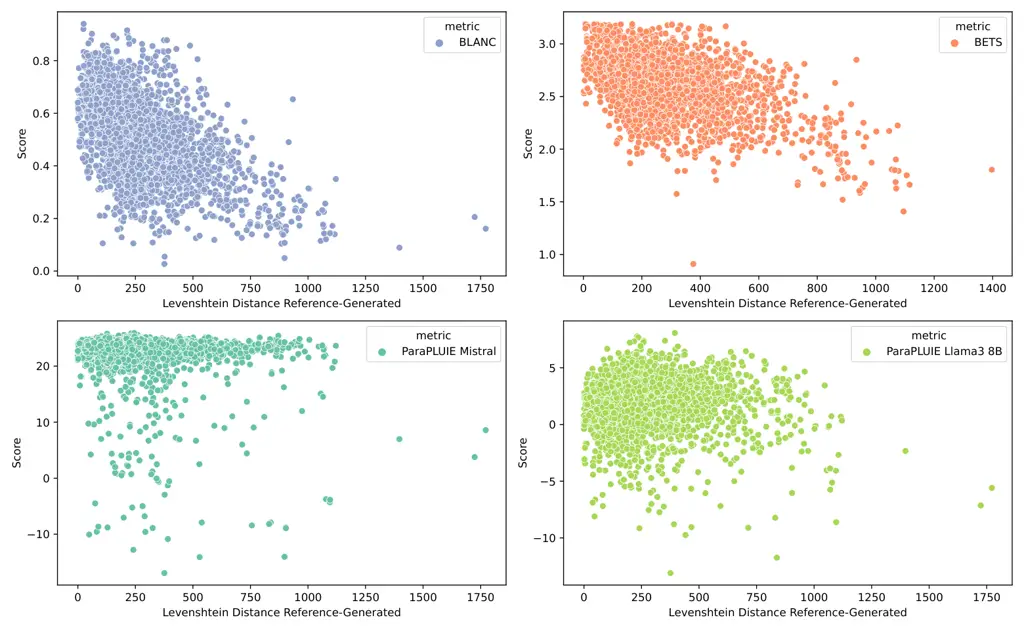 metric
BLANC
Score
0.8
0.6
0.4
0.2
0.0
0 250 500 750 1000 1250 1500 1750
Levenshtein Distance Reference-Generated
metric
BETS
Score
3.0
2.5
2.0
1.5
1.0
0 200 400 600 800 1000 1200 1400
Levenshtein Distance Reference-Generated
metric
ParaPLUIE Mistral
Score
20
10
0
−10
0 250 500 750 1000 1250 1500 1750
Levenshtein Distance Reference-Generated
metric
ParaPLUIE Llama3 8B
Score
5
0
−5
−10
0 250 500 750 1000 1250 1500 1750
Levenshtein Distance Reference-Generated